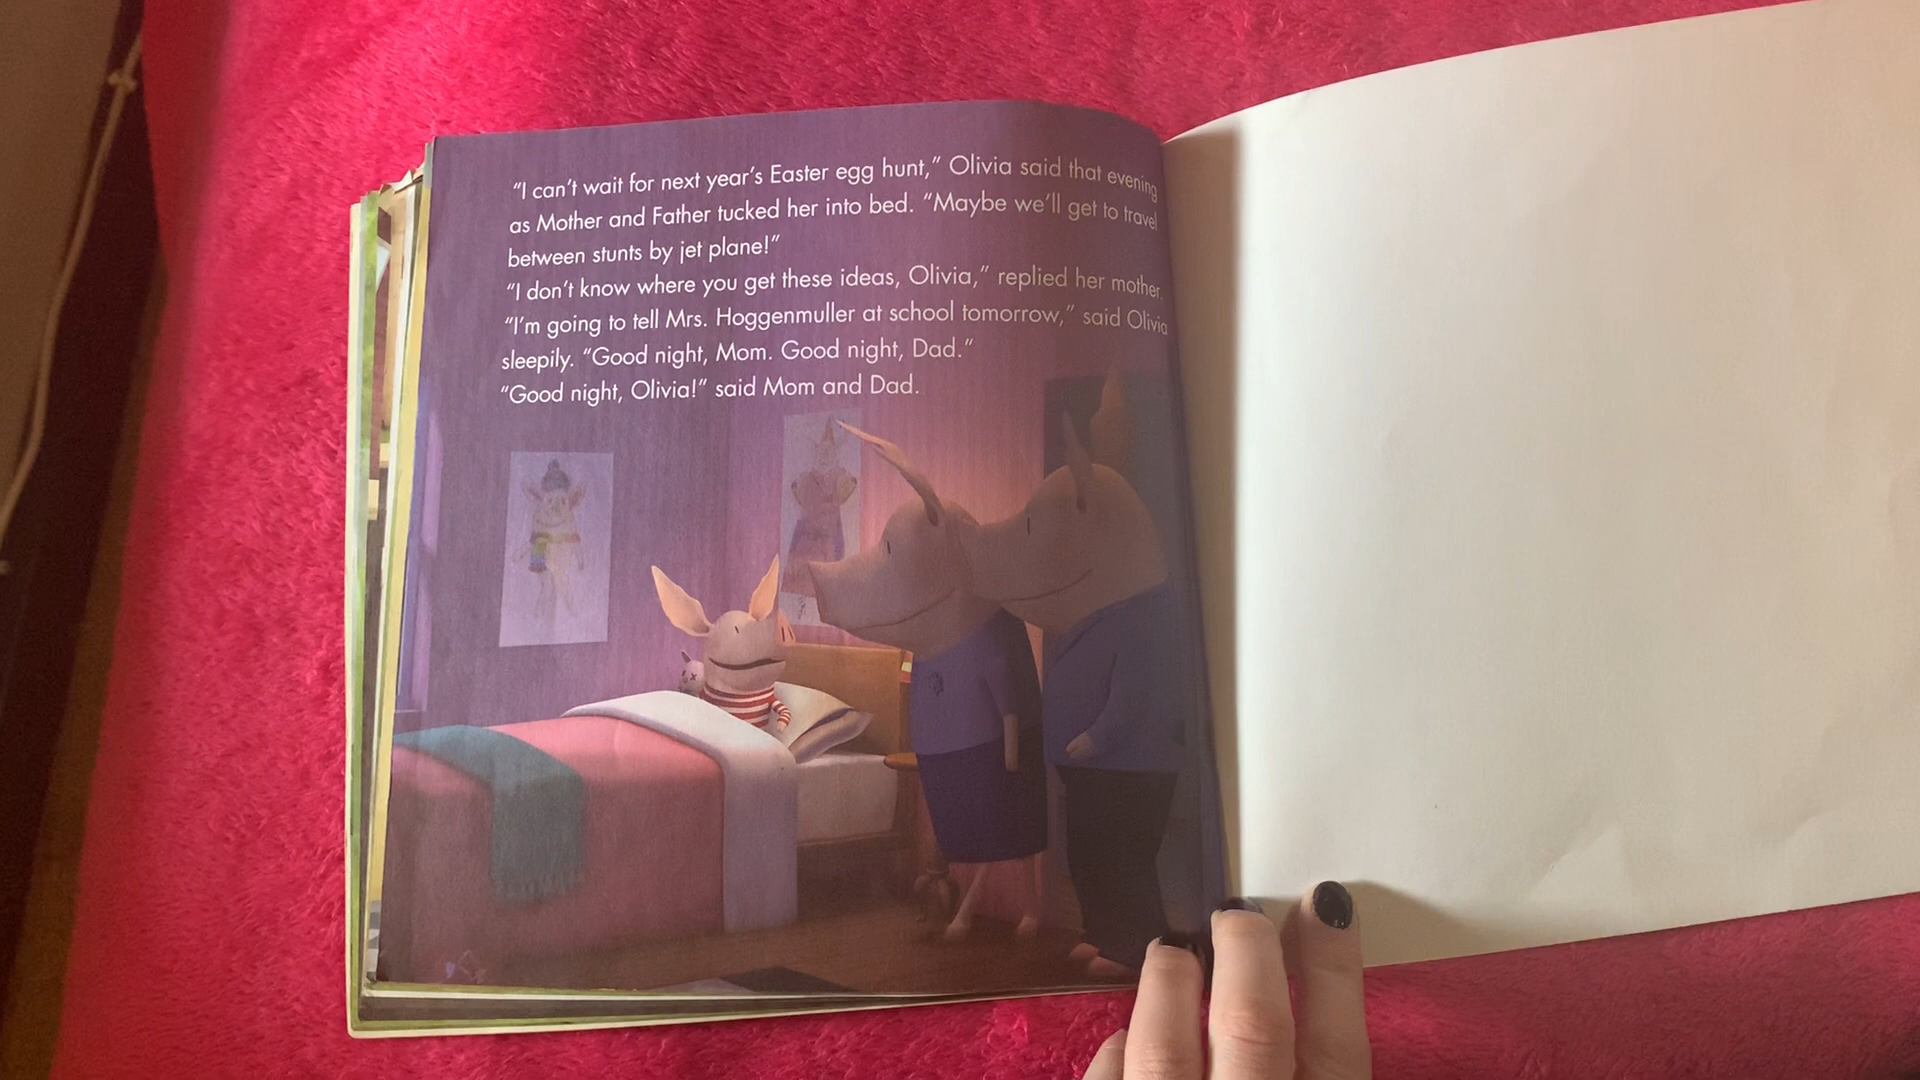 “I can’t wait for next year’s Easter egg hunt,” Olivia said that evening
as Mother and Father tucked her into bed. “Maybe we’ll get to travel
between stunts by jet plane!”
“I don’t know where you get these ideas, Olivia,” replied her mother.
“I’m going to tell Mrs. Hoggenmuller at school tomorrow,” said Olivia
sleepily. “Good night, Mom. Good night, Dad.”
“Good night, Olivia!” said Mom and Dad.